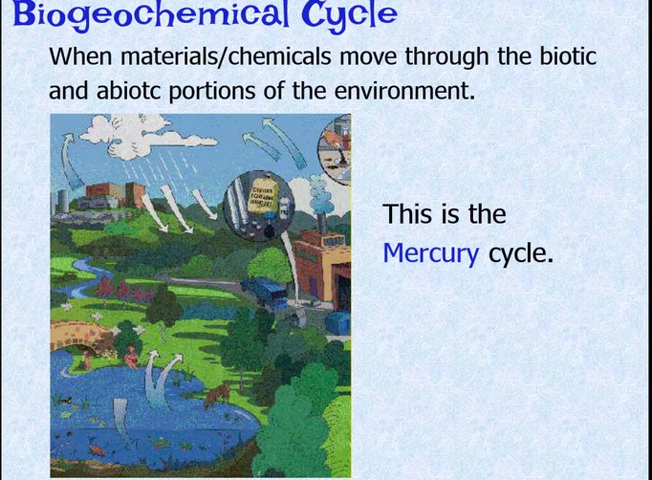 Biogeochemical Cycle
When materials/chemicals move through the biotic
and abiotc portions of the environment.
This is the
Mercury cycle.